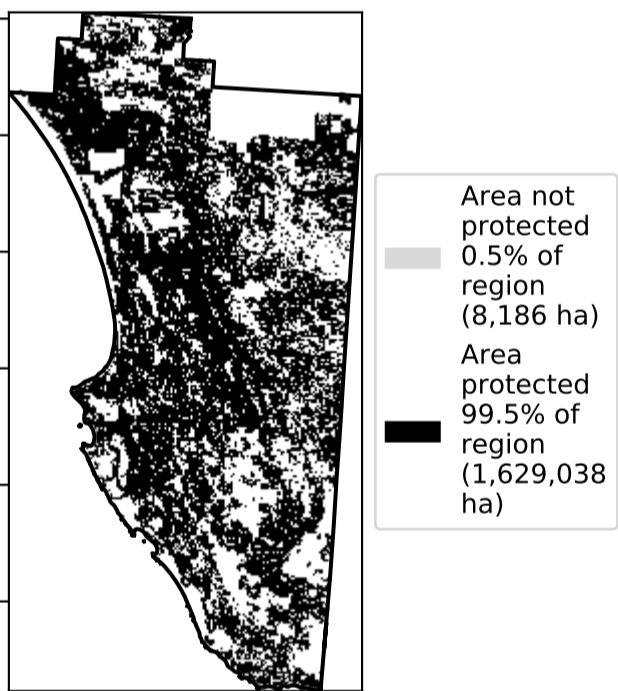 Area not
protected
0.5% of
region
(8,186 ha)
Area
protected
99.5% of
region
(1,629,038
ha)